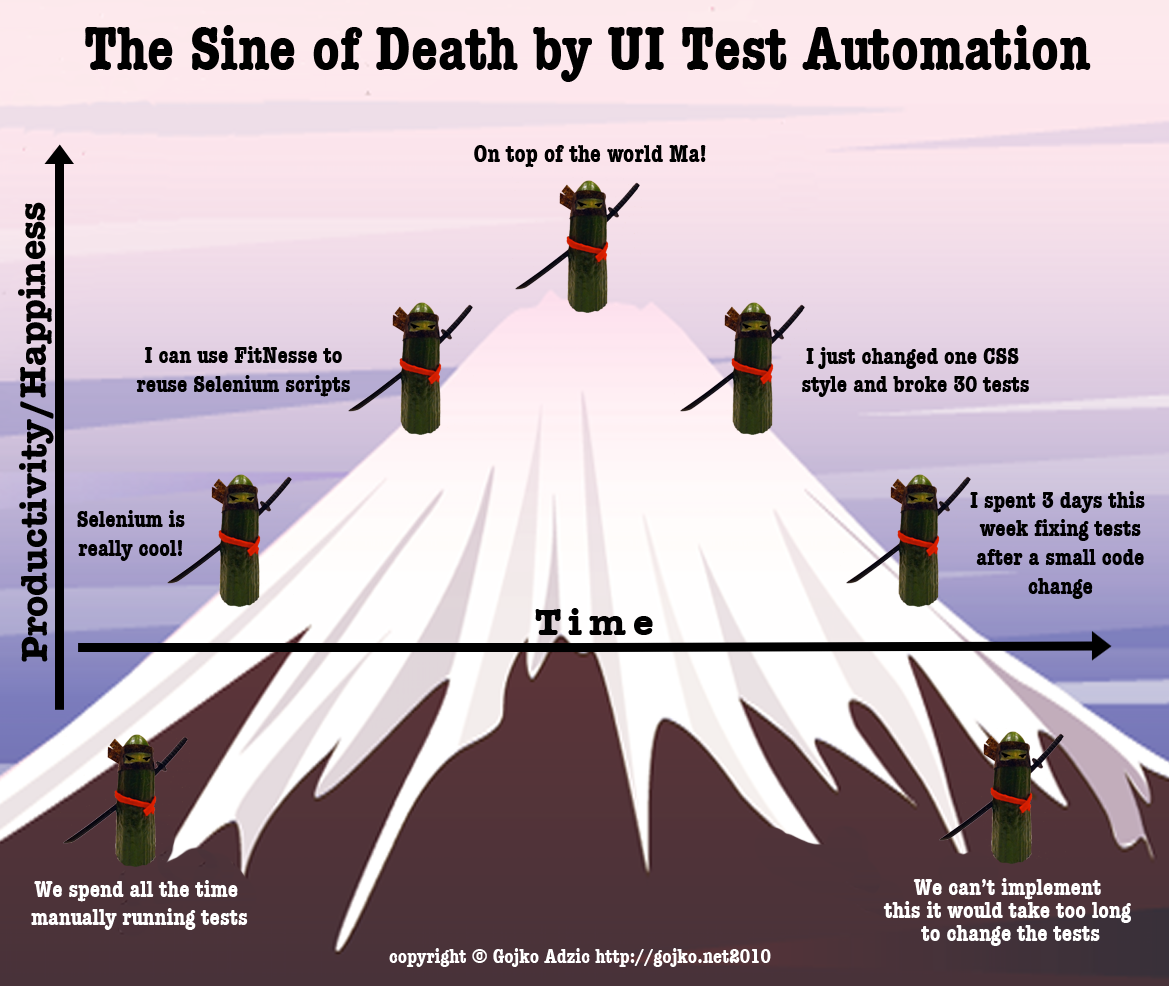 The Sine of Death by UI Test Automation
On top of the world Ma!
Productivity/Happiness
I can use FitNesse to
reuse Selenium scripts
I just changed one CSS
style and broke 30 tests
Selenium is
really cool!
I spent 3 days this
week fixing tests
after a small code
change
Time
We spend all the time
manually running tests
We can't implement
this it would take too long
to change the tests
copyright © Gojko Adzic http://gojko.net2010